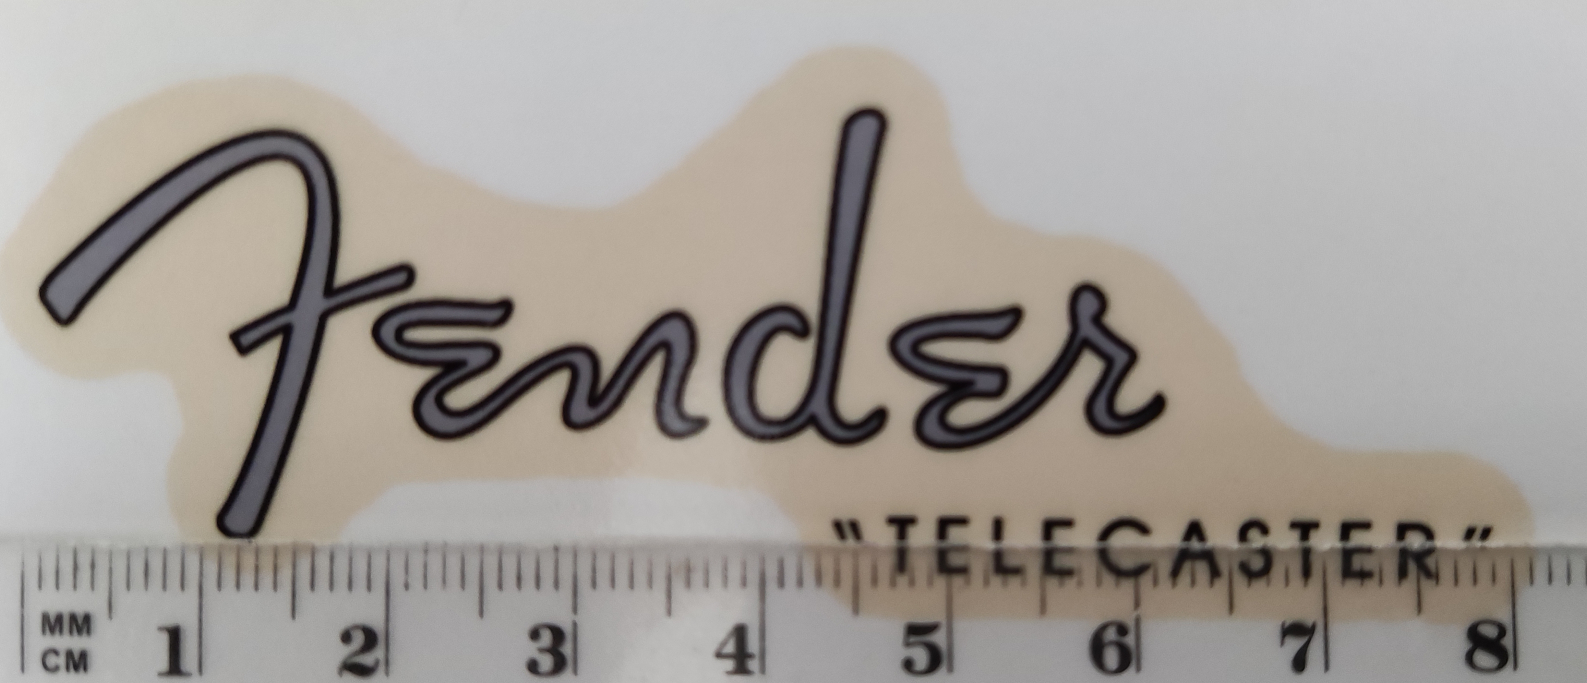 Fender
"TELECASTER"
MM
CM 1 2 3 4 5 6 7 8